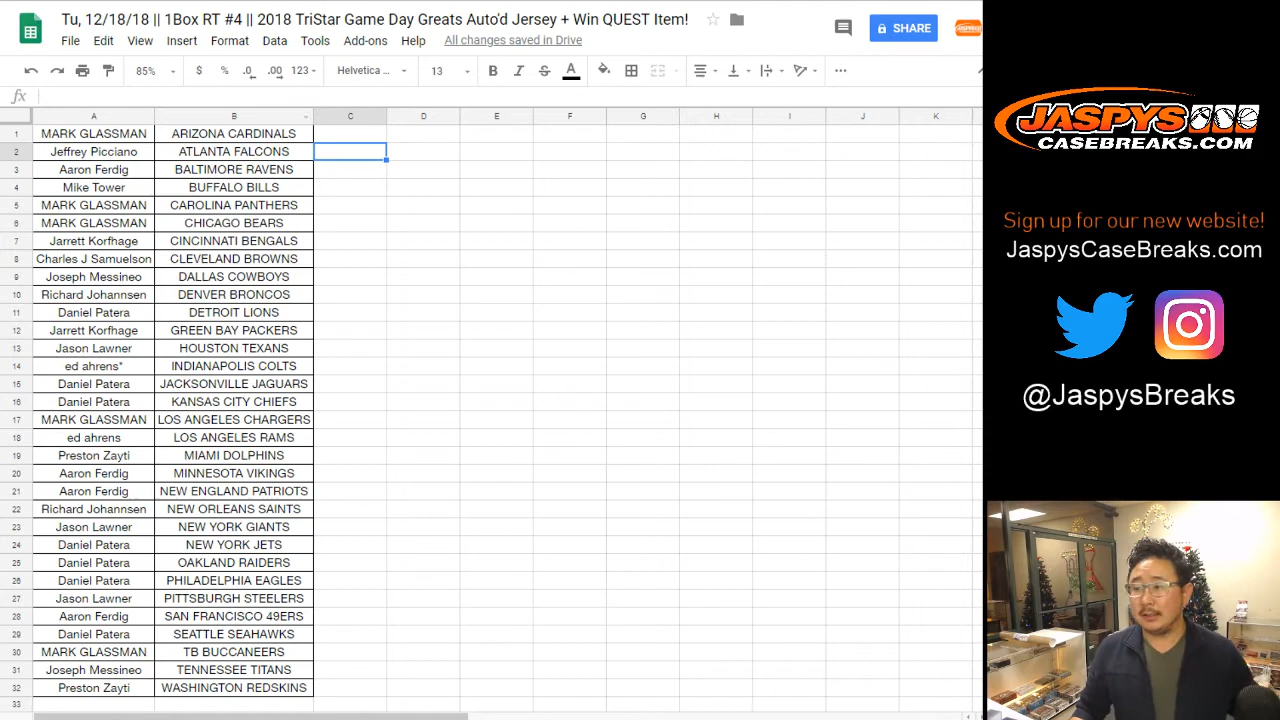 Tu, 12/18/18 || 1Box RT #4 || 2018 TriStar Game Day Greats Auto'd Jersey + Win QUEST Item!
File Edit View Insert Format Data Tools Add-ons Help All changes saved in Drive
SHARE
85% $ % .0 .00 123 Helvetica ... 13 B I S A
fx
A B C D E F G H I J K
1 MARK GLASSMAN ARIZONA CARDINALS
2 Jeffrey Picciano ATLANTA FALCONS
3 Aaron Ferdig BALTIMORE RAVENS
4 Mike Tower BUFFALO BILLS
5 MARK GLASSMAN CAROLINA PANTHERS
6 MARK GLASSMAN CHICAGO BEARS
7 Jarrett Korfhage CINCINNATI BENGALS
8 Charles J Samuelson CLEVELAND BROWNS
9 Joseph Messineo DALLAS COWBOYS
10 Richard Johannsen DENVER BRONCOS
11 Daniel Patera DETROIT LIONS
12 Jarrett Korfhage GREEN BAY PACKERS
13 Jason Lawner HOUSTON TEXANS
14 ed ahrens* INDIANAPOLIS COLTS
15 Daniel Patera JACKSONVILLE JAGUARS
16 Daniel Patera KANSAS CITY CHIEFS
17 MARK GLASSMAN LOS ANGELES CHARGERS
18 ed ahrens LOS ANGELES RAMS
19 Preston Zayti MIAMI DOLPHINS
20 Aaron Ferdig MINNESOTA VIKINGS
21 Aaron Ferdig NEW ENGLAND PATRIOTS
22 Richard Johannsen NEW ORLEANS SAINTS
23 Jason Lawner NEW YORK GIANTS
24 Daniel Patera NEW YORK JETS
25 Daniel Patera OAKLAND RAIDERS
26 Daniel Patera PHILADELPHIA EAGLES
27 Jason Lawner PITTSBURGH STEELERS
28 Aaron Ferdig SAN FRANCISCO 49ERS
29 Daniel Patera SEATTLE SEAHAWKS
30 MARK GLASSMAN TB BUCCANEERS
31 Joseph Messineo TENNESSEE TITANS
32 Preston Zayti WASHINGTON REDSKINS
33
JASPYS
CASEBREAKS.COM
Sign up for our new website!
JaspysCaseBreaks.com
@JaspysBreaks